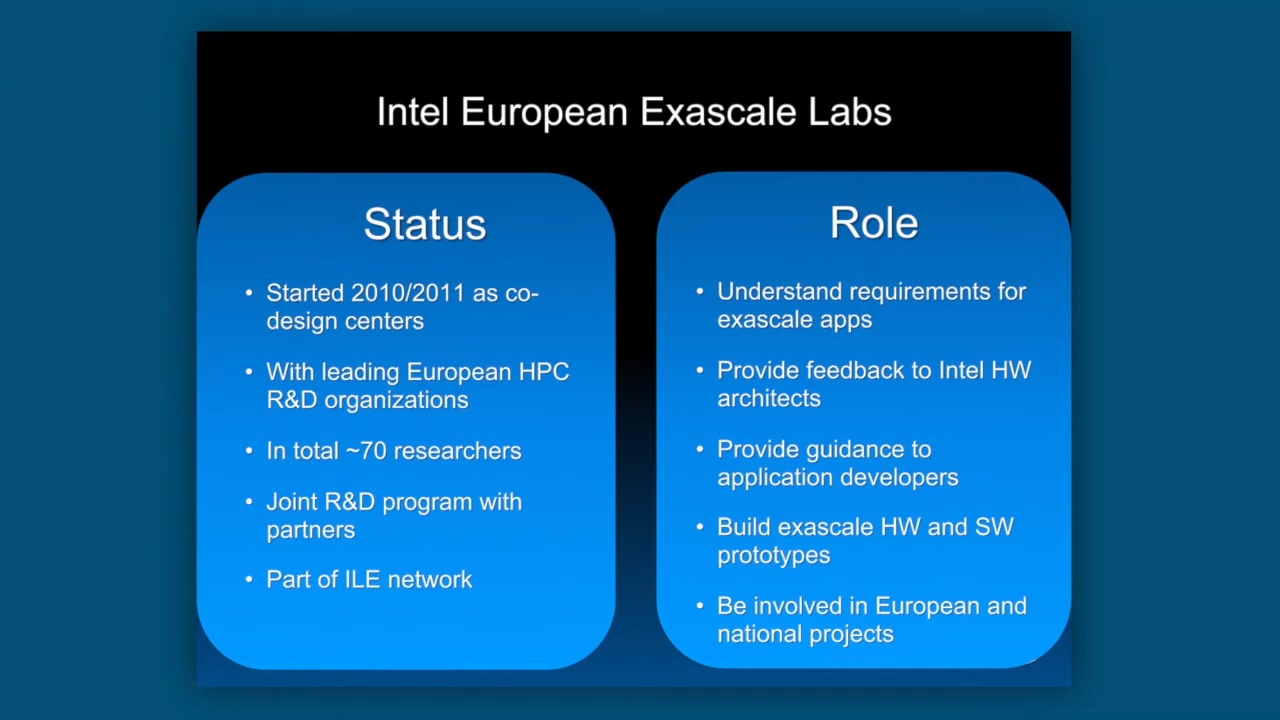 Intel European Exascale Labs
Status
• Started 2010/2011 as co-
design centers
• With leading European HPC
R&D organizations
• In total ~70 researchers
• Joint R&D program with
partners
• Part of ILE network
Role
• Understand requirements for
exascale apps
• Provide feedback to Intel HW
architects
• Provide guidance to
application developers
• Build exascale HW and SW
prototypes
• Be involved in European and
national projects